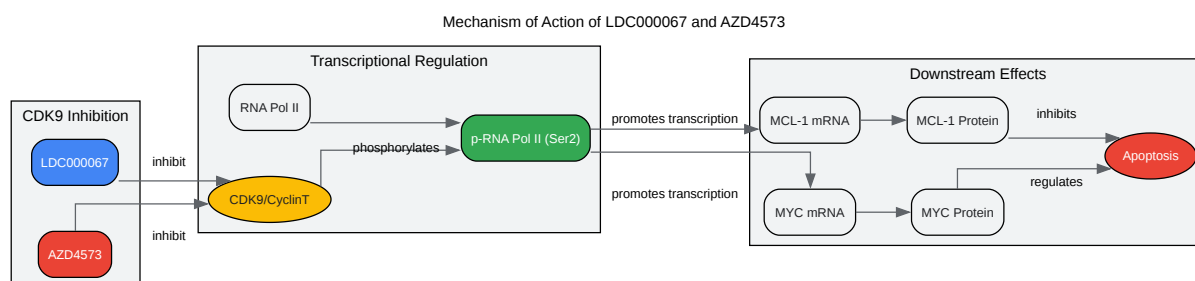 Mechanism of Action of LDC000067 and AZD4573
CDK9 Inhibition
LDC000067
AZD4573
inhibit
inhibit
Transcriptional Regulation
RNA Pol II
CDK9/CyclinT
phosphorylates
p-RNA Pol II (Ser2)
promotes transcription
promotes transcription
Downstream Effects
MCL-1 mRNA
MCL-1 Protein
inhibits
MYC mRNA
MYC Protein
regulates
Apoptosis